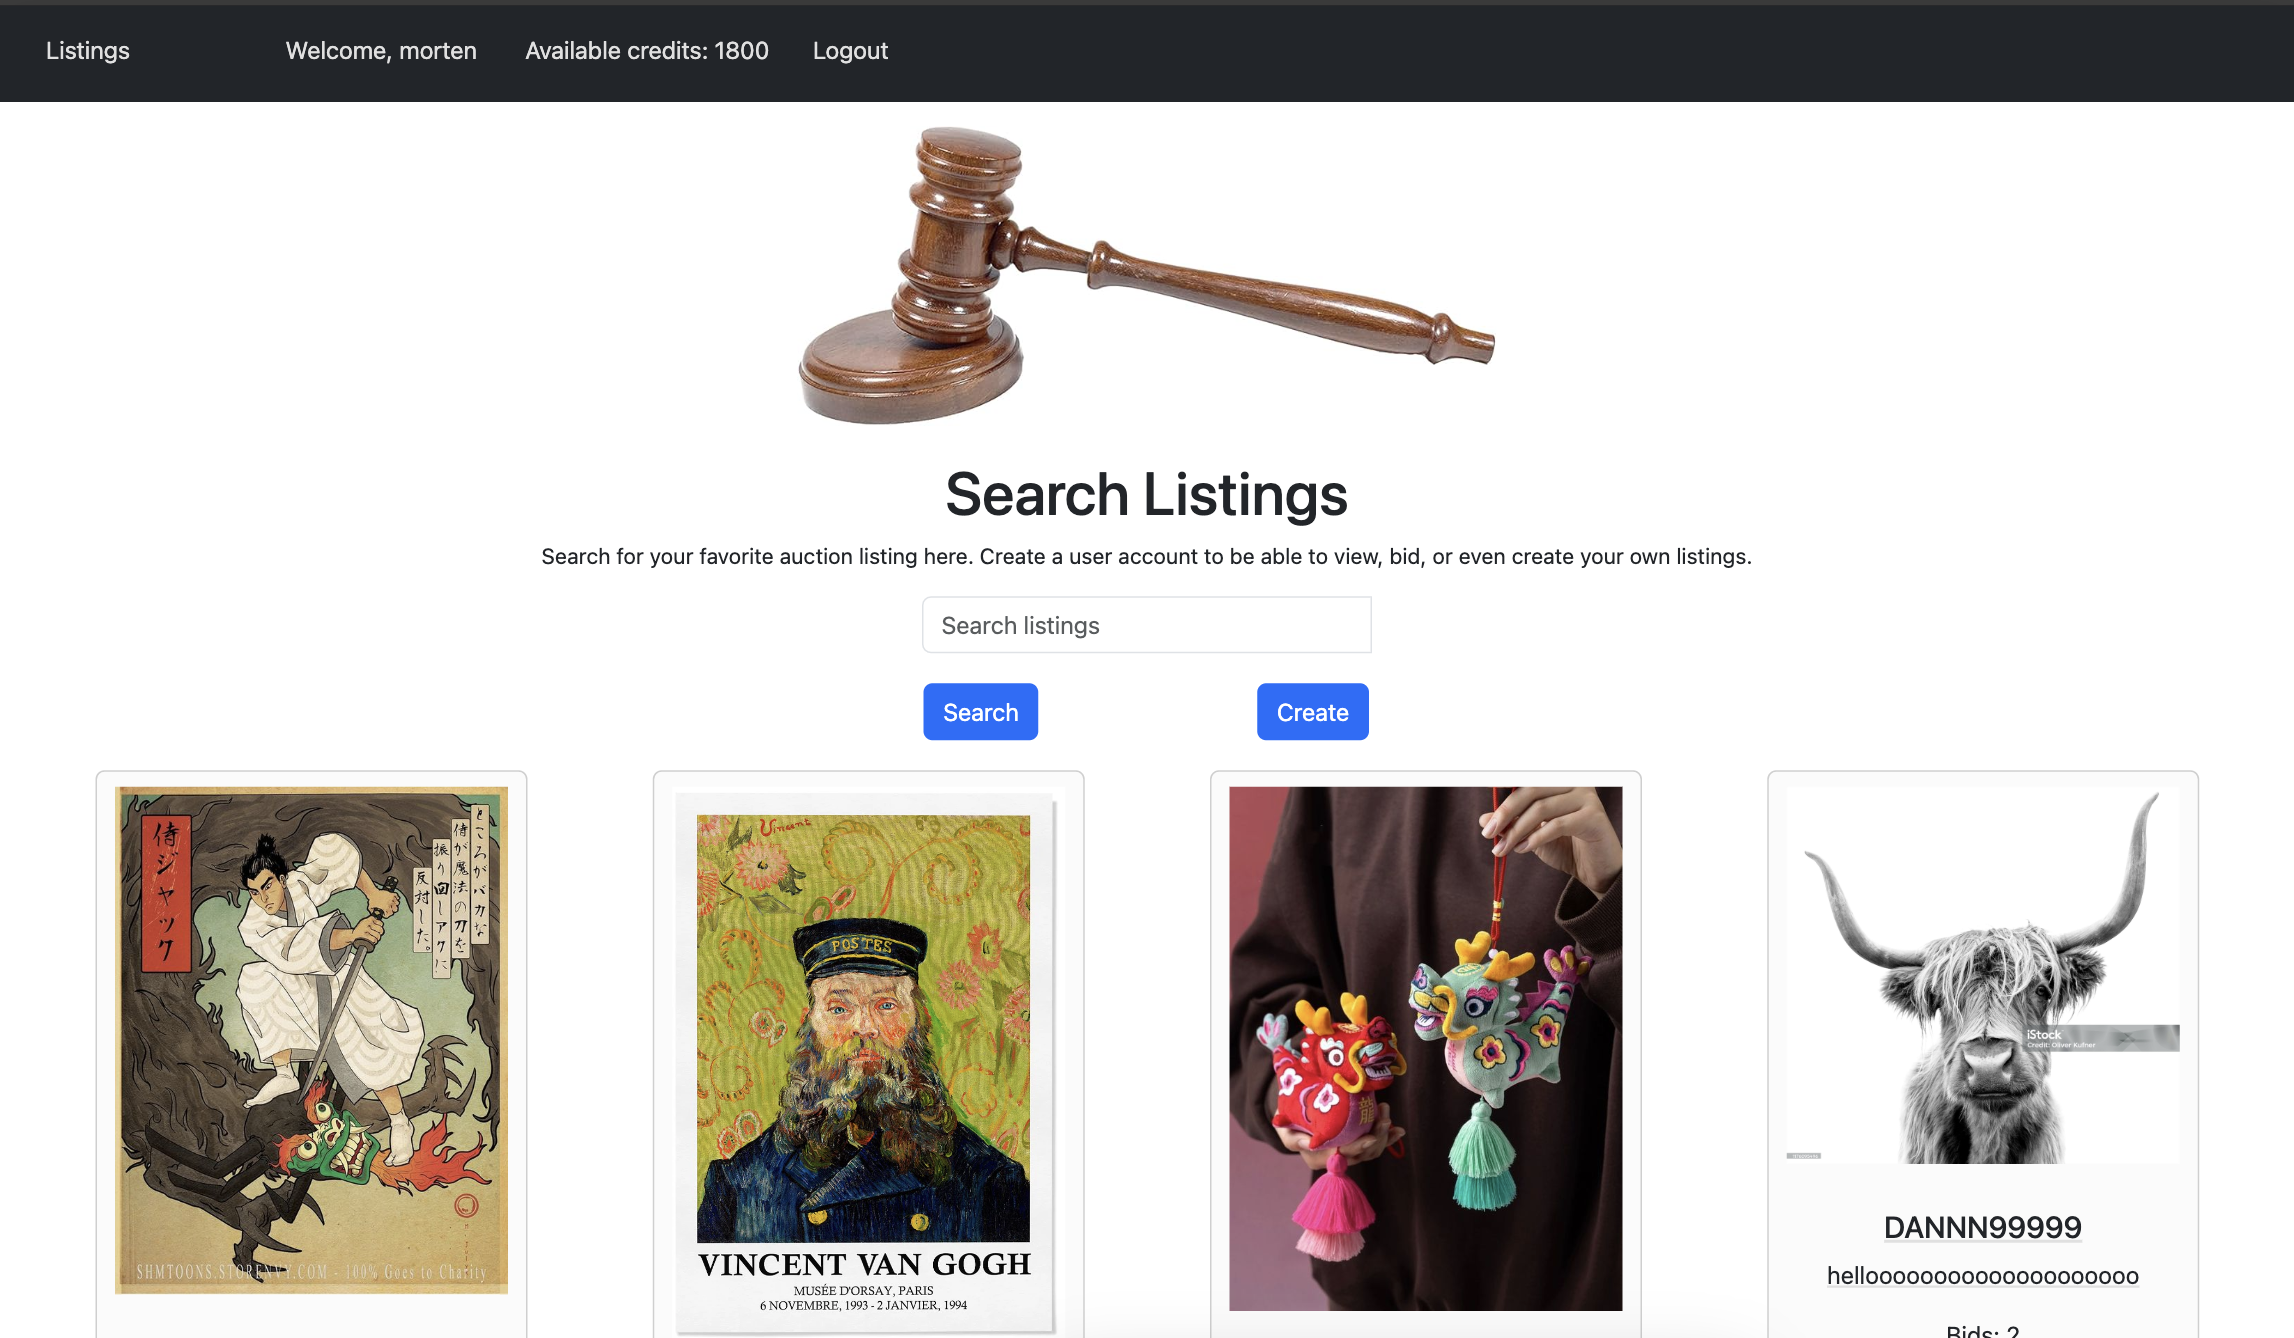 Listings
Welcome, morten
Available credits: 1800
Logout
Search Listings
Search for your favorite auction listing here. Create a user account to be able to view, bid, or even create your own listings.
Search listings
Search
Create
侍ジャック
ところがバカな
侍が魔法の刀を
振り回しアクに
反対した。
SHMTOONS.STORENVY.COM - 100% Goes to Charity
Vincent
POSTES
VINCENT VAN GOGH
MUSÉE D'ORSAY, PARIS
6 NOVEMBRE, 1993 - 2 JANVIER, 1994
龍
iStock
Credit: Oliver Kufner
DANNN99999
helloooooooooooooooooooo
Bids: 2